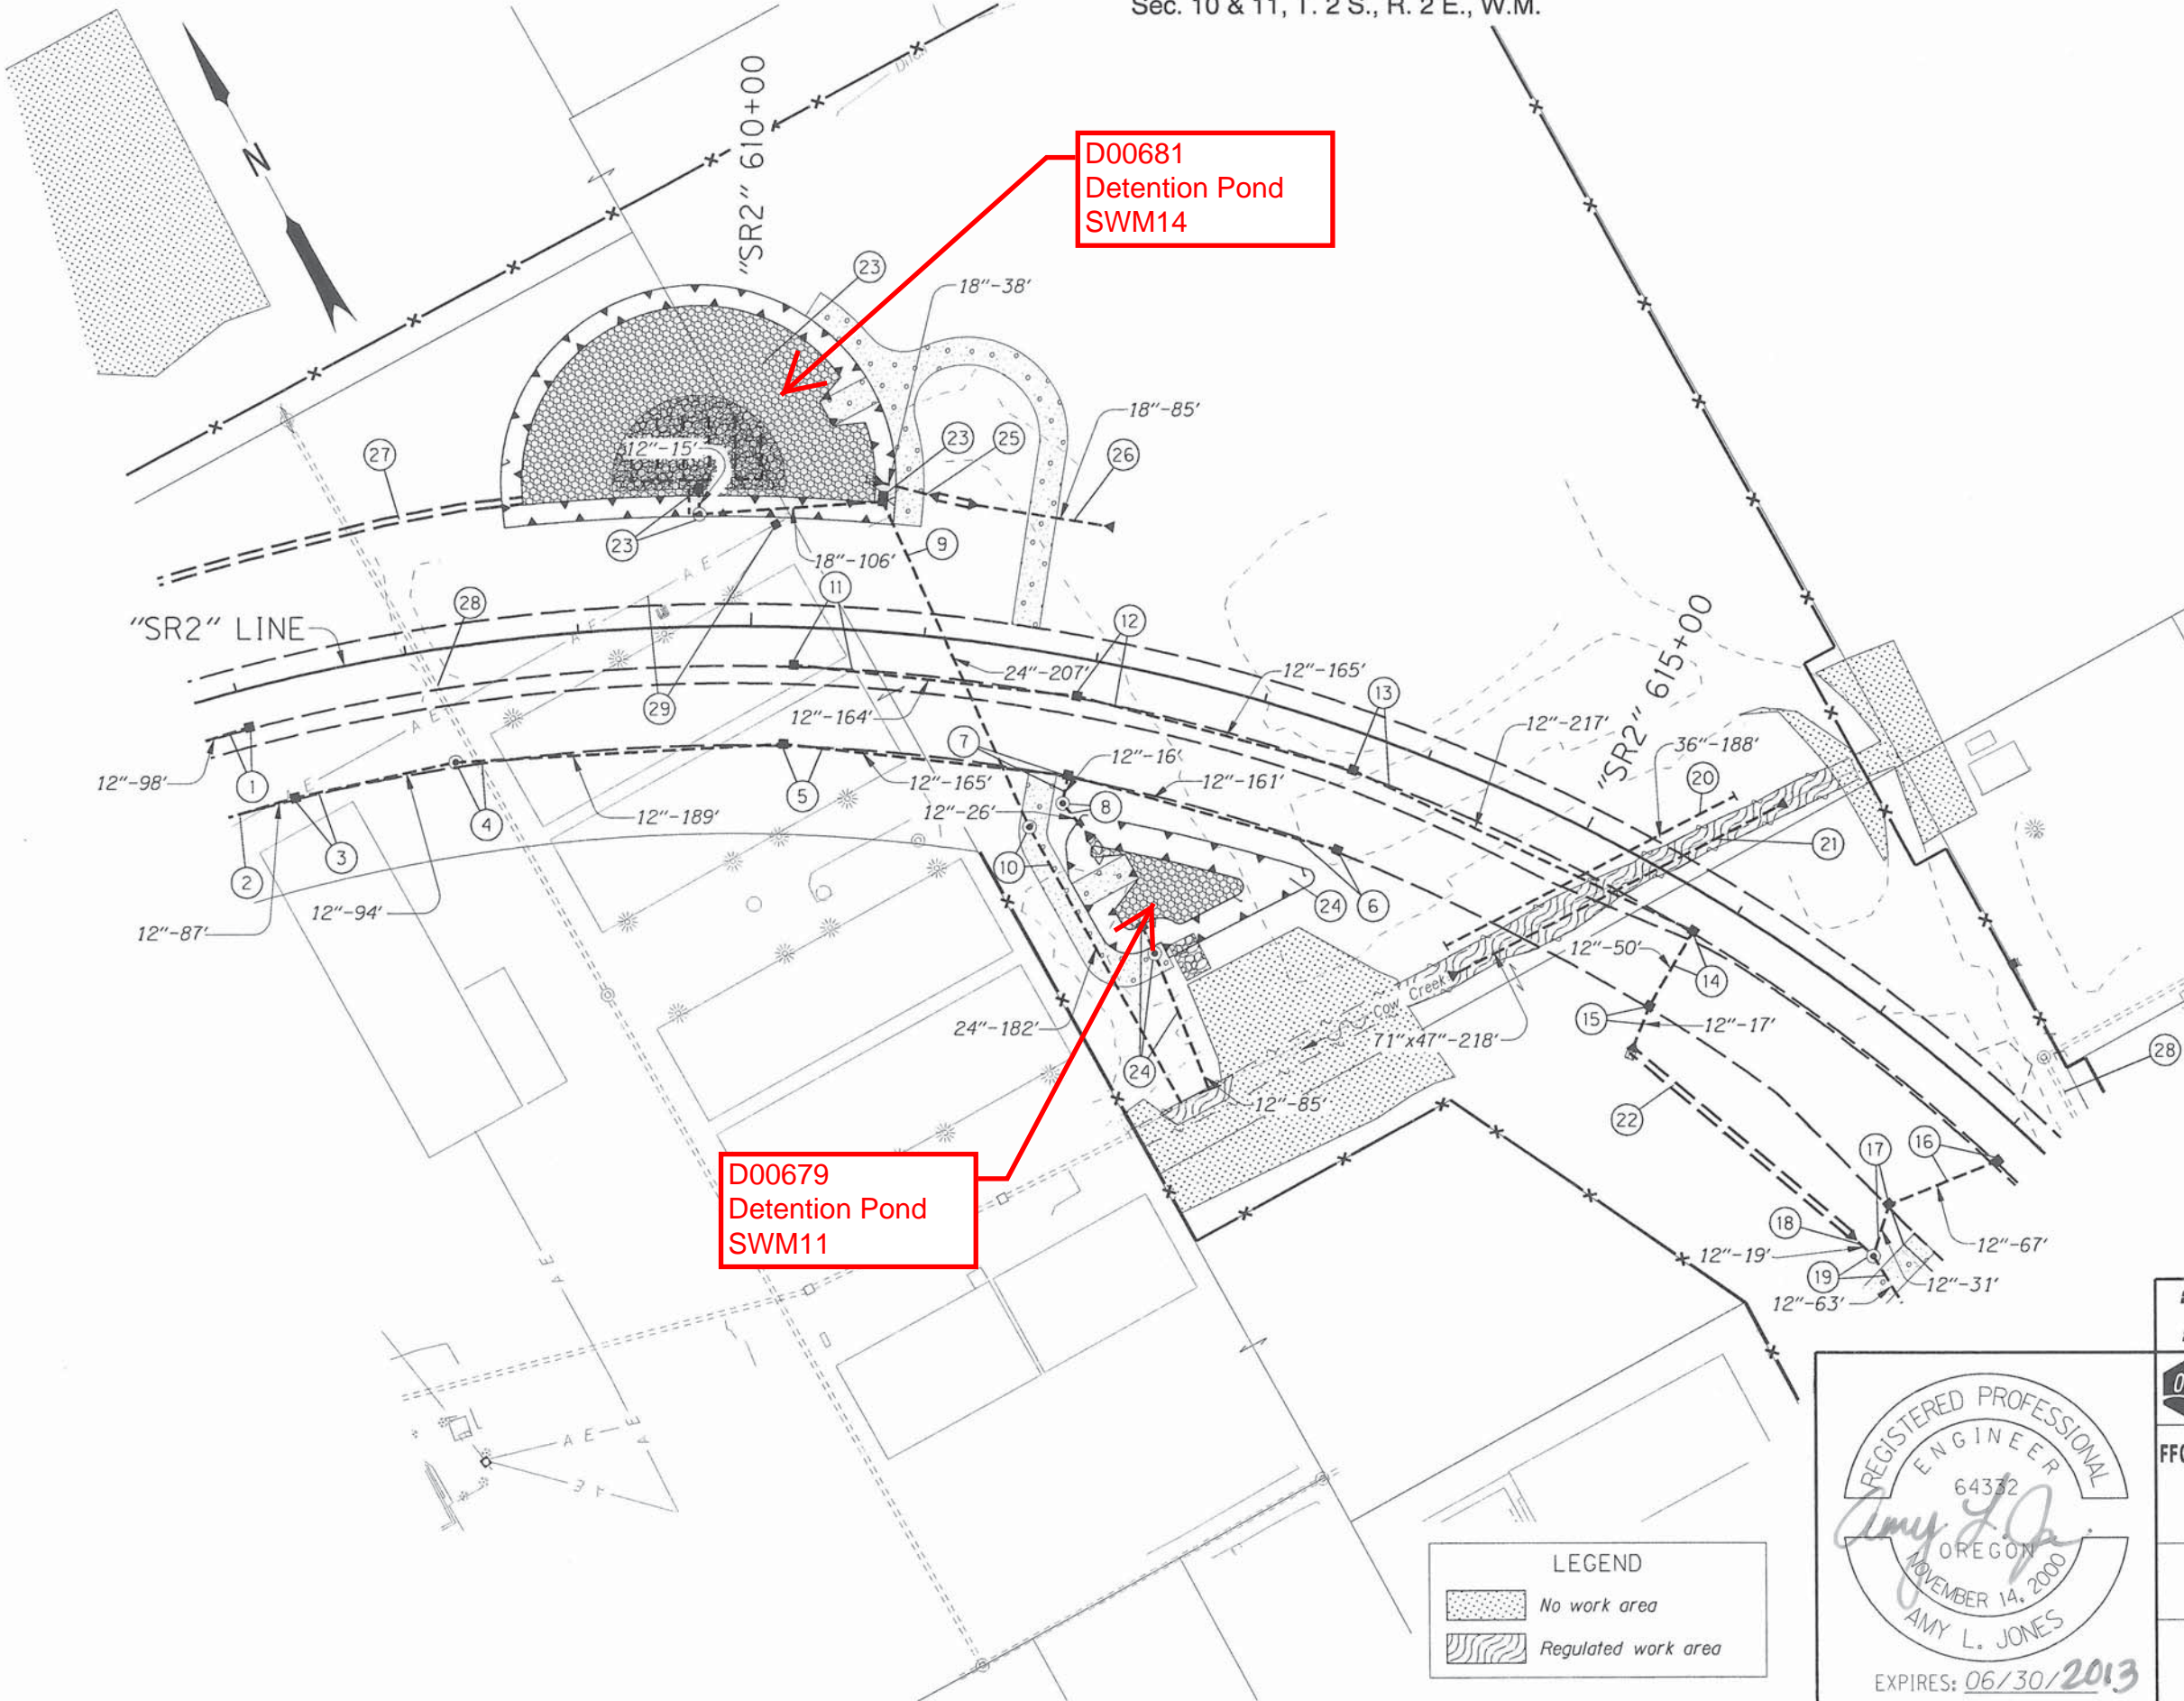 Sec. 10 & 11, T. 2 S., R. 2 E., W.M.
N
Ditch
"SR2" 610+00
D00681
Detention Pond
SWM14
23
18"-38'
18"-85'
12"-15'
23
25
26
27
23
18"-106'
9
A E
"SR2" LINE
28
11
12
A E
29
24"-207'
12"-165'
13
"SR2" 615+00
12"-164'
12"-217'
A E
7
12"-16'
36"-188'
20
12"-98'
1
A E
5
12"-165'
12"-161'
4
12"-189'
12"-26'
8
3
21
2
10
24
6
12"-94'
12"-87'
12"-50'
14
Cow Creek
24"-182'
71"x47"-218'
15
12"-17'
28
24
12"-85'
22
D00679
Detention Pond
SWM11
17
16
18
12"-19'
12"-67'
19
12"-31'
12"-63'
A E
A E
A E
A E
LEGEND
No work area
Regulated work area
REGISTERED PROFESSIONAL
ENGINEER
64332
OREGON
NOVEMBER 14, 2000
AMY L. JONES
EXPIRES: 06/30/2013